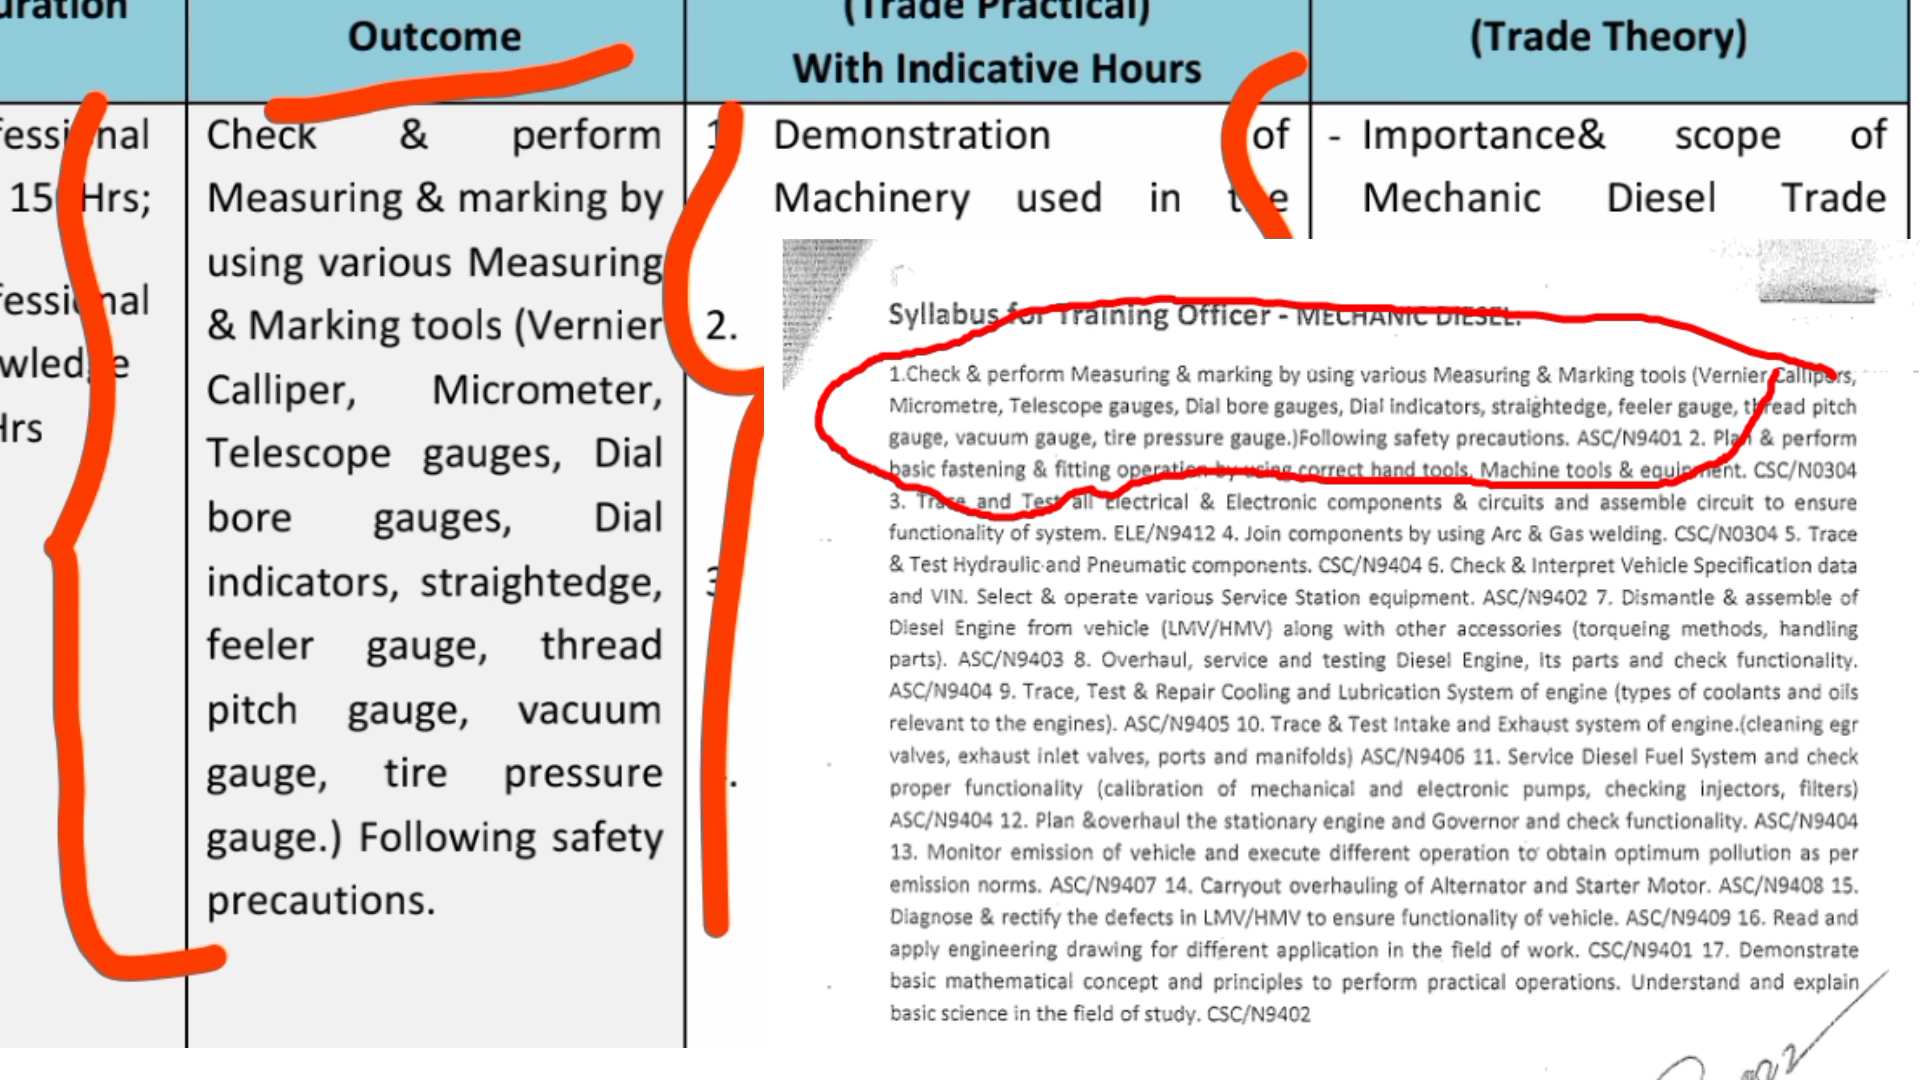 Outcome
(Trade Practical)
With Indicative Hours
(Trade Theory)
15 Hrs;
Hrs
Check & perform
Measuring & marking by
using various Measuring
& Marking tools (Vernier
Calliper, Micrometer,
Telescope gauges, Dial
bore gauges, Dial
indicators, straightedge,
feeler gauge, thread
pitch gauge, vacuum
gauge, tire pressure
gauge.) Following safety
precautions.
1. Demonstration of
Machinery used in the
2.
3
.
- Importance& scope of
Mechanic Diesel Trade
Syllabus for Training Officer - MECHANIC DIESEL.
1.Check & perform Measuring & marking by using various Measuring & Marking tools (Vernier Callipers,
Micrometre, Telescope gauges, Dial bore gauges, Dial indicators, straightedge, feeler gauge, thread pitch
gauge, vacuum gauge, tire pressure gauge.)Following safety precautions. ASC/N9401 2. Plan & perform
basic fastening & fitting operation by using correct hand tools, Machine tools & equipment. CSC/N0304
3. Trace and Test all Electrical & Electronic components & circuits and assemble circuit to ensure
functionality of system. ELE/N9412 4. Join components by using Arc & Gas welding. CSC/N0304 5. Trace
& Test Hydraulic and Pneumatic components. CSC/N9404 6. Check & Interpret Vehicle Specification data
and VIN. Select & operate various Service Station equipment. ASC/N9402 7. Dismantle & assemble of
Diesel Engine from vehicle (LMV/HMV) along with other accessories (torqueing methods, handling
parts). ASC/N9403 8. Overhaul, service and testing Diesel Engine, its parts and check functionality.
ASC/N9404 9. Trace, Test & Repair Cooling and Lubrication System of engine (types of coolants and oils
relevant to the engines). ASC/N9405 10. Trace & Test Intake and Exhaust system of engine.(cleaning egr
valves, exhaust inlet valves, ports and manifolds) ASC/N9406 11. Service Diesel Fuel System and check
proper functionality (calibration of mechanical and electronic pumps, checking injectors, filters)
ASC/N9404 12. Plan &overhaul the stationary engine and Governor and check functionality. ASC/N9404
13. Monitor emission of vehicle and execute different operation to obtain optimum pollution as per
emission norms. ASC/N9407 14. Carryout overhauling of Alternator and Starter Motor. ASC/N9408 15.
Diagnose & rectify the defects in LMV/HMV to ensure functionality of vehicle. ASC/N9409 16. Read and
apply engineering drawing for different application in the field of work. CSC/N9401 17. Demonstrate
basic mathematical concept and principles to perform practical operations. Understand and explain
basic science in the field of study. CSC/N9402